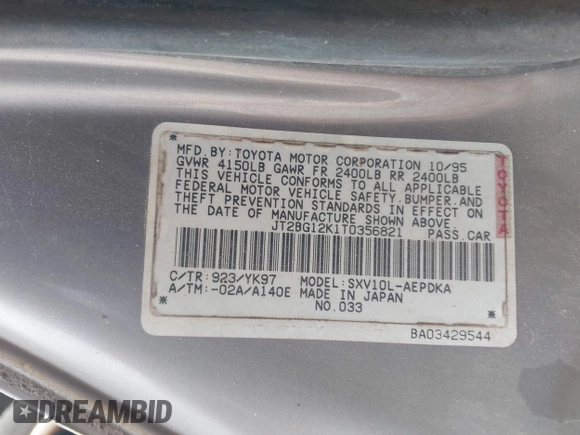 MFD.BY:TOYOTA MOTOR CORPORATION 10/95
GVWR 4150LB GAWR FR 2400LB RR 2400LB
THIS VEHICLE CONFORMS TO ALL APPLICABLE
FEDERAL MOTOR VEHICLE SAFETY,BUMPER,AND
THEFT PREVENTION STANDARDS IN EFFECT ON
THE DATE OF MANUFACTURE SHOWN ABOVE.
JT2BG12K1T0356821 PASS.CAR
TOYOTA
C/TR:923/YK97 MODEL:SXV10L-AEPDKA
A/TM:-02A/A140E MADE IN JAPAN
NO.033
BA03429544
DREAMBID